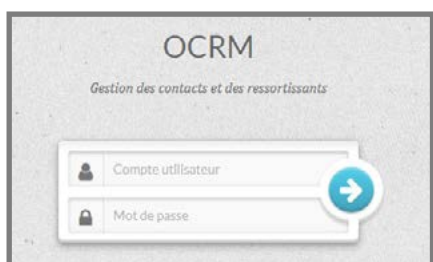 OCRM
Gestion des contacts et des ressortissants
Compte utilisateur
Mot de passe